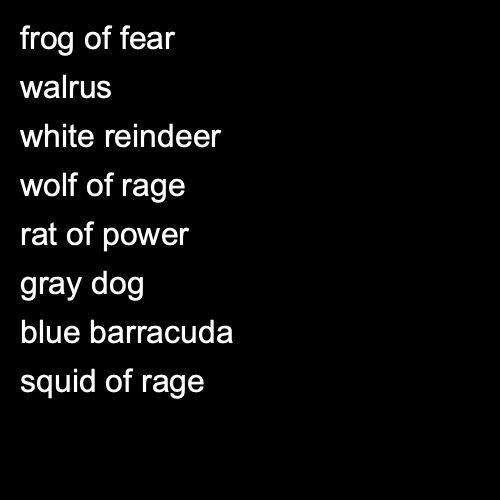 frog of fear
walrus
white reindeer
wolf of rage
rat of power
gray dog
blue barracuda
squid of rage